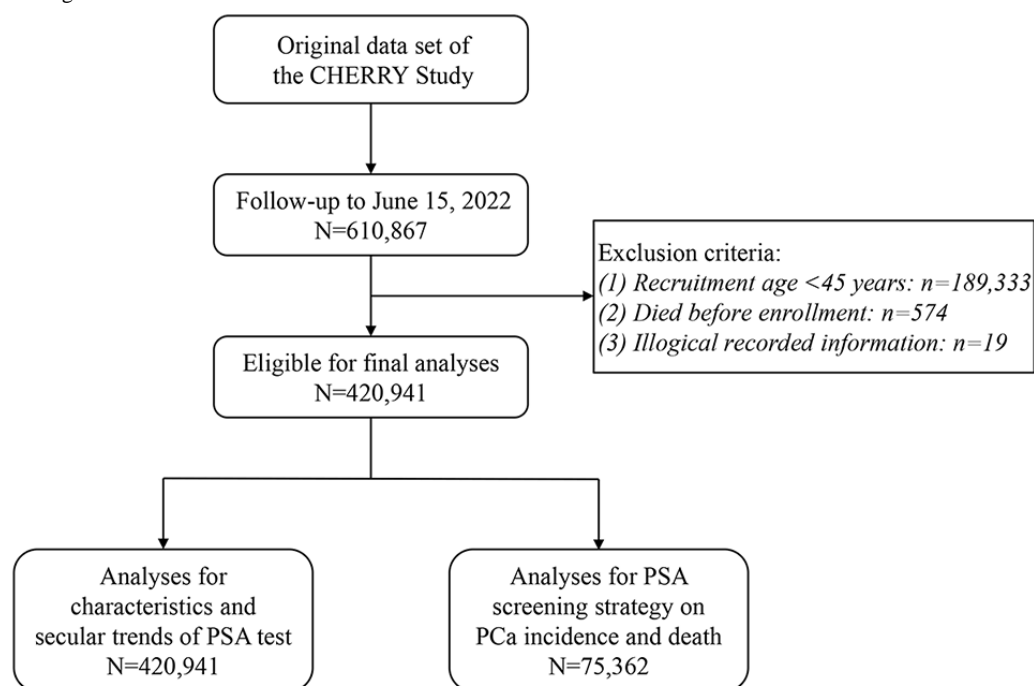 Original data set of
the CHERRY Study
Follow-up to June 15, 2022
N=610,867
Exclusion criteria:
(1) Recruitment age <45 years: n=189,333
(2) Died before enrollment: n=574
(3) Illogical recorded information: n=19
Eligible for final analyses
N=420,941
Analyses for
characteristics and
secular trends of PSA test
N=420,941
Analyses for PSA
screening strategy on
PCa incidence and death
N=75,362